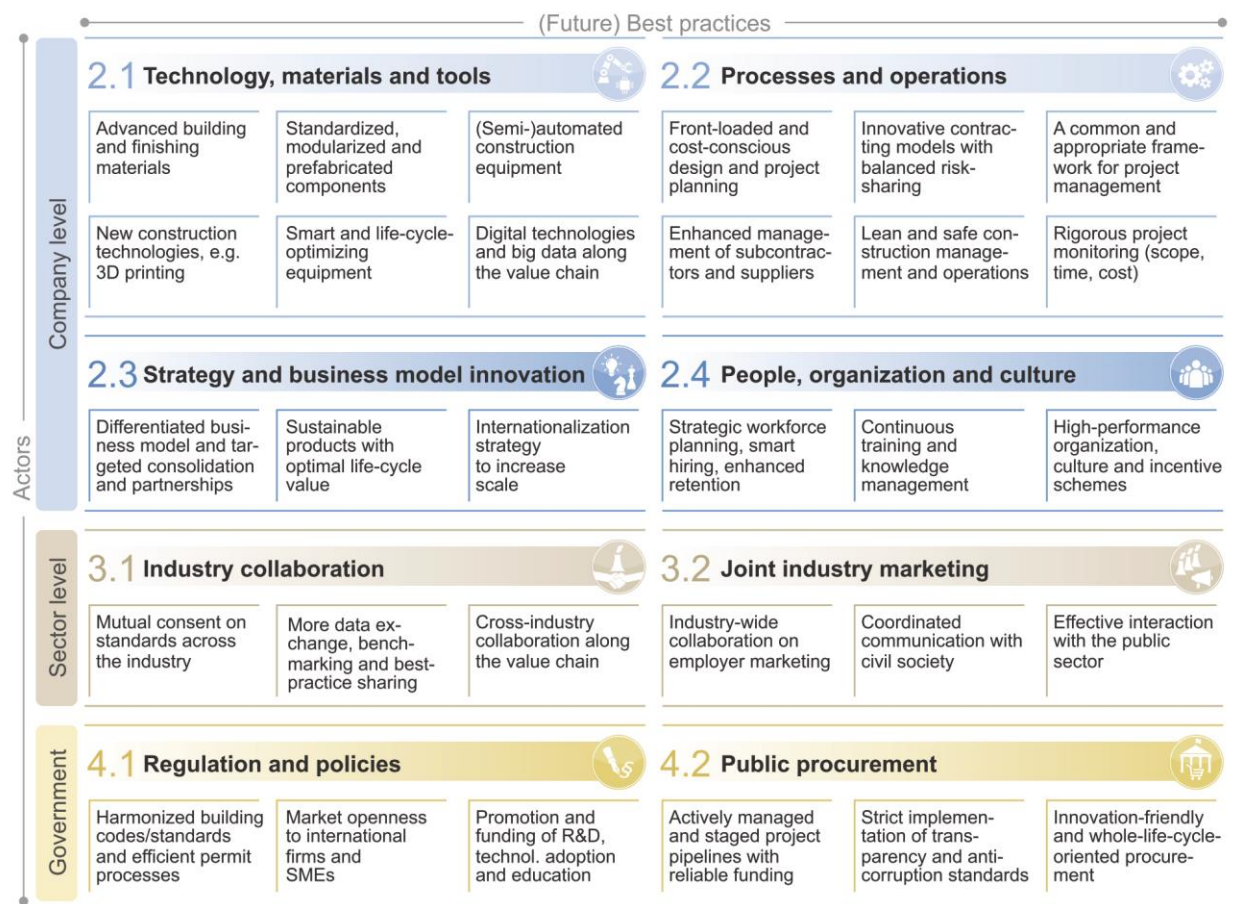 (Future) Best practices
Actors
Company level
2.1 Technology, materials and tools
Advanced building
and finishing
materials
Standardized,
modularized and
prefabricated
components
(Semi-)automated
construction
equipment
New construction
technologies, e.g.
3D printing
Smart and life-cycle-
optimizing
equipment
Digital technologies
and big data along
the value chain
2.2 Processes and operations
Front-loaded and
cost-conscious
design and project
planning
Innovative contrac-
ting models with
balanced risk-
sharing
A common and
appropriate frame-
work for project
management
Enhanced manage-
ment of subcontrac-
tors and suppliers
Lean and safe con-
struction manage-
ment and operations
Rigorous project
monitoring (scope,
time, cost)
2.3 Strategy and business model innovation
Differentiated busi-
ness model and tar-
geted consolidation
and partnerships
Sustainable
products with
optimal life-cycle
value
Internationalization
strategy
to increase
scale
2.4 People, organization and culture
Strategic workforce
planning, smart
hiring, enhanced
retention
Continuous
training and
knowledge
management
High-performance
organization,
culture and incentive
schemes
Sector level
3.1 Industry collaboration
Mutual consent on
standards across
the industry
More data ex-
change, bench-
marking and best-
practice sharing
Cross-industry
collaboration along
the value chain
3.2 Joint industry marketing
Industry-wide
collaboration on
employer marketing
Coordinated
communication with
civil society
Effective interaction
with the public
sector
Government
4.1 Regulation and policies
Harmonized building
codes/standards
and efficient permit
processes
Market openness
to international
firms and
SMEs
Promotion and
funding of R&D,
technol. adoption
and education
4.2 Public procurement
Actively managed
and staged project
pipelines with
reliable funding
Strict implemen-
tation of trans-
parency and anti-
corruption standards
Innovation-friendly
and whole-life-cycle-
oriented procure-
ment